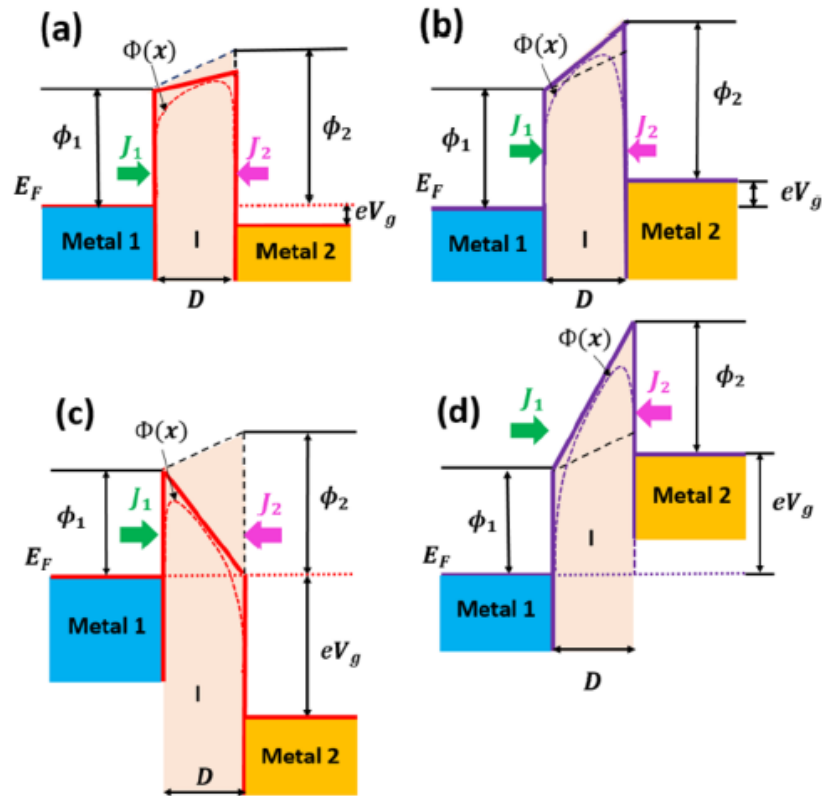 (a)
Φ(x)
ϕ₁
ϕ₂
J₁
J₂
E_F
eV_g
Metal 1
I
Metal 2
D
(b)
Φ(x)
ϕ₁
ϕ₂
J₁
J₂
E_F
eV_g
Metal 1
I
Metal 2
D
(c)
Φ(x)
J₁
J₂
ϕ₁
ϕ₂
E_F
Metal 1
eV_g
I
Metal 2
D
(d)
Φ(x)
J₁
J₂
ϕ₂
ϕ₁
Metal 2
eV_g
I
E_F
Metal 1
D